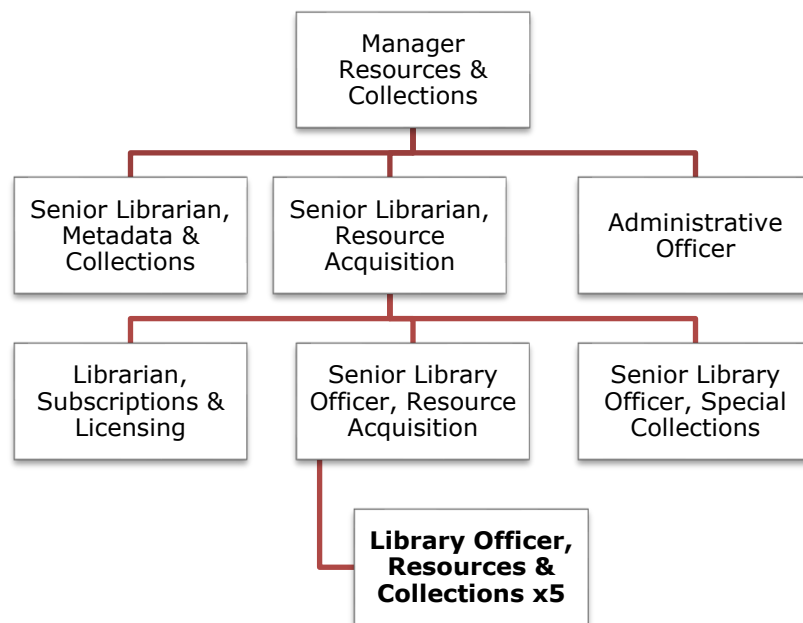 Manager
Resources &
Collections
Senior Librarian,
Metadata &
Collections
Senior Librarian,
Resource
Acquisition
Administrative
Officer
Librarian,
Subscriptions &
Licensing
Senior Library
Officer, Resource
Acquisition
Senior Library
Officer, Special
Collections
Library Officer,
Resources &
Collections x5